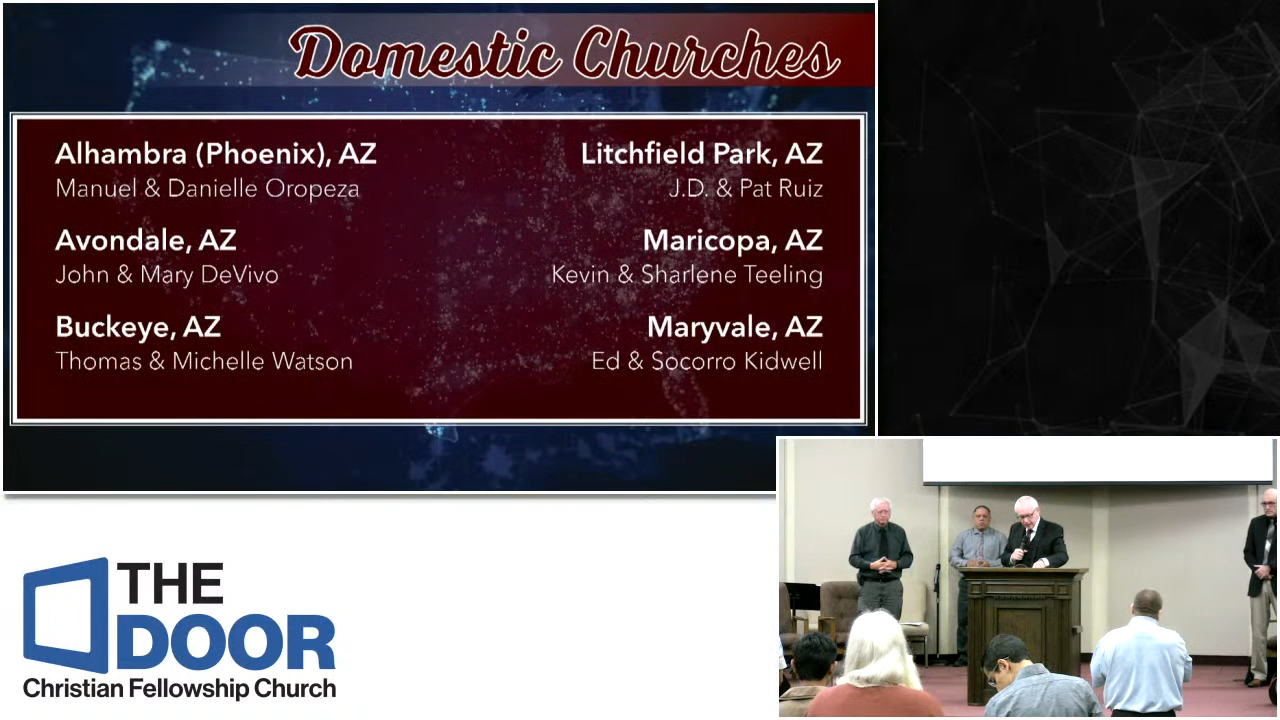 Domestic Churches
Alhambra (Phoenix), AZ
Manuel & Danielle Oropeza
Avondale, AZ
John & Mary DeVivo
Buckeye, AZ
Thomas & Michelle Watson
Litchfield Park, AZ
J.D. & Pat Ruiz
Maricopa, AZ
Kevin & Sharlene Teeling
Maryvale, AZ
Ed & Socorro Kidwell
THE
DOOR
Christian Fellowship Church